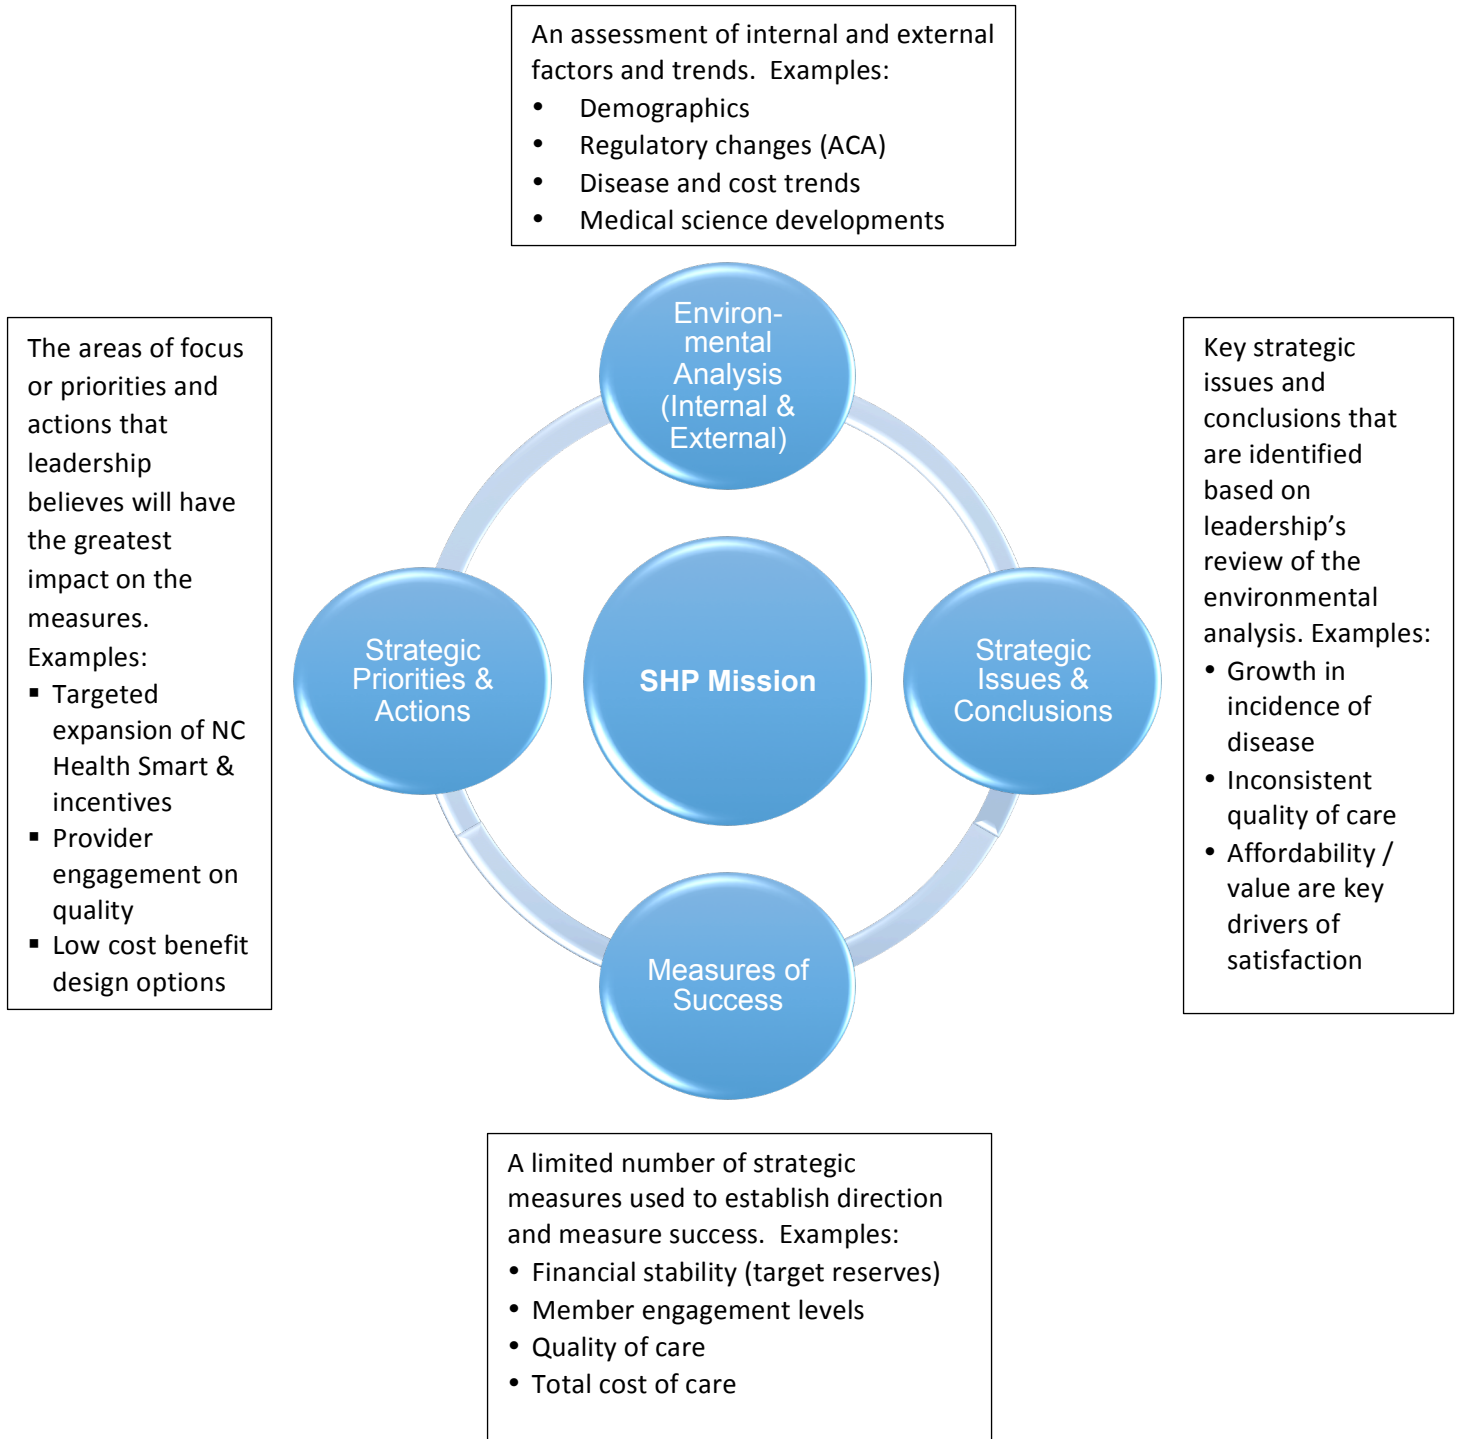 An assessment of internal and external
factors and trends.  Examples:
• Demographics
• Regulatory changes (ACA)
• Disease and cost trends
• Medical science developments
Environ-
mental
Analysis
(Internal &
External)
The areas of focus
or priorities and
actions that
leadership
believes will have
the greatest
impact on the
measures.
Examples:
▪ Targeted
expansion of NC
Health Smart &
incentives
▪ Provider
engagement on
quality
▪ Low cost benefit
design options
Strategic
Priorities &
Actions
SHP Mission
Strategic
Issues &
Conclusions
Key strategic
issues and
conclusions that
are identified
based on
leadership’s
review of the
environmental
analysis. Examples:
• Growth in
incidence of
disease
• Inconsistent
quality of care
• Affordability /
value are key
drivers of
satisfaction
Measures of
Success
A limited number of strategic
measures used to establish direction
and measure success.  Examples:
• Financial stability (target reserves)
• Member engagement levels
• Quality of care
• Total cost of care